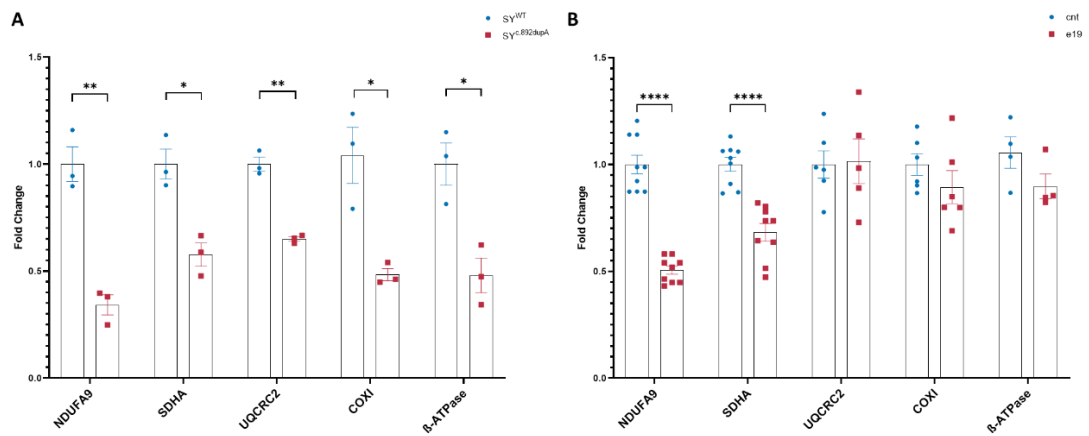 A
SY^WT
SY^c.892dupA
Fold Change
1.5
1.0
0.5
0.0
**
*
**
*
*
NDUFA9
SDHA
UQCRC2
COXI
ß-ATPase
B
cnt
e19
Fold Change
1.5
1.0
0.5
0.0
****
****
NDUFA9
SDHA
UQCRC2
COXI
ß-ATPase